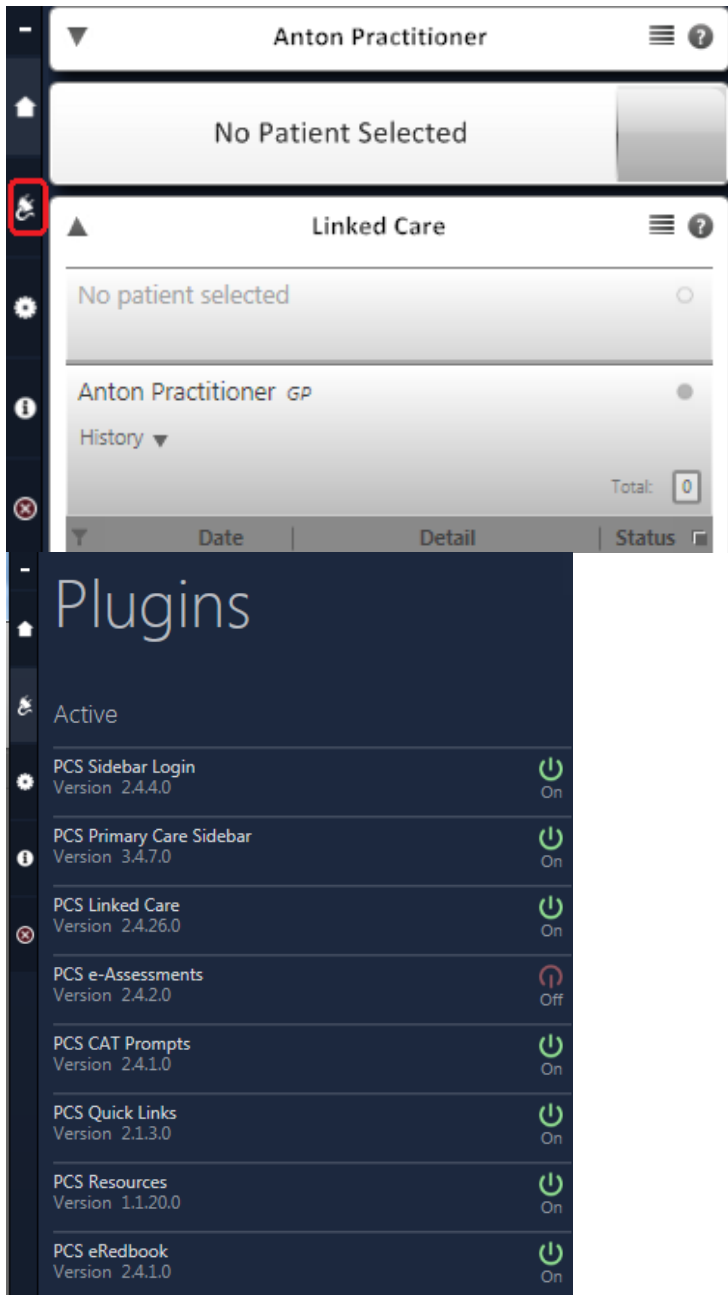 Anton Practitioner
No Patient Selected
Linked Care
No patient selected
Anton Practitioner GP
History
Total: 0
Date Detail Status
Plugins
Active
PCS Sidebar Login
Version 2.4.4.0
On
PCS Primary Care Sidebar
Version 3.4.7.0
On
PCS Linked Care
Version 2.4.26.0
On
PCS e-Assessments
Version 2.4.2.0
Off
PCS CAT Prompts
Version 2.4.1.0
On
PCS Quick Links
Version 2.1.3.0
On
PCS Resources
Version 1.1.20.0
On
PCS eRedbook
Version 2.4.1.0
On